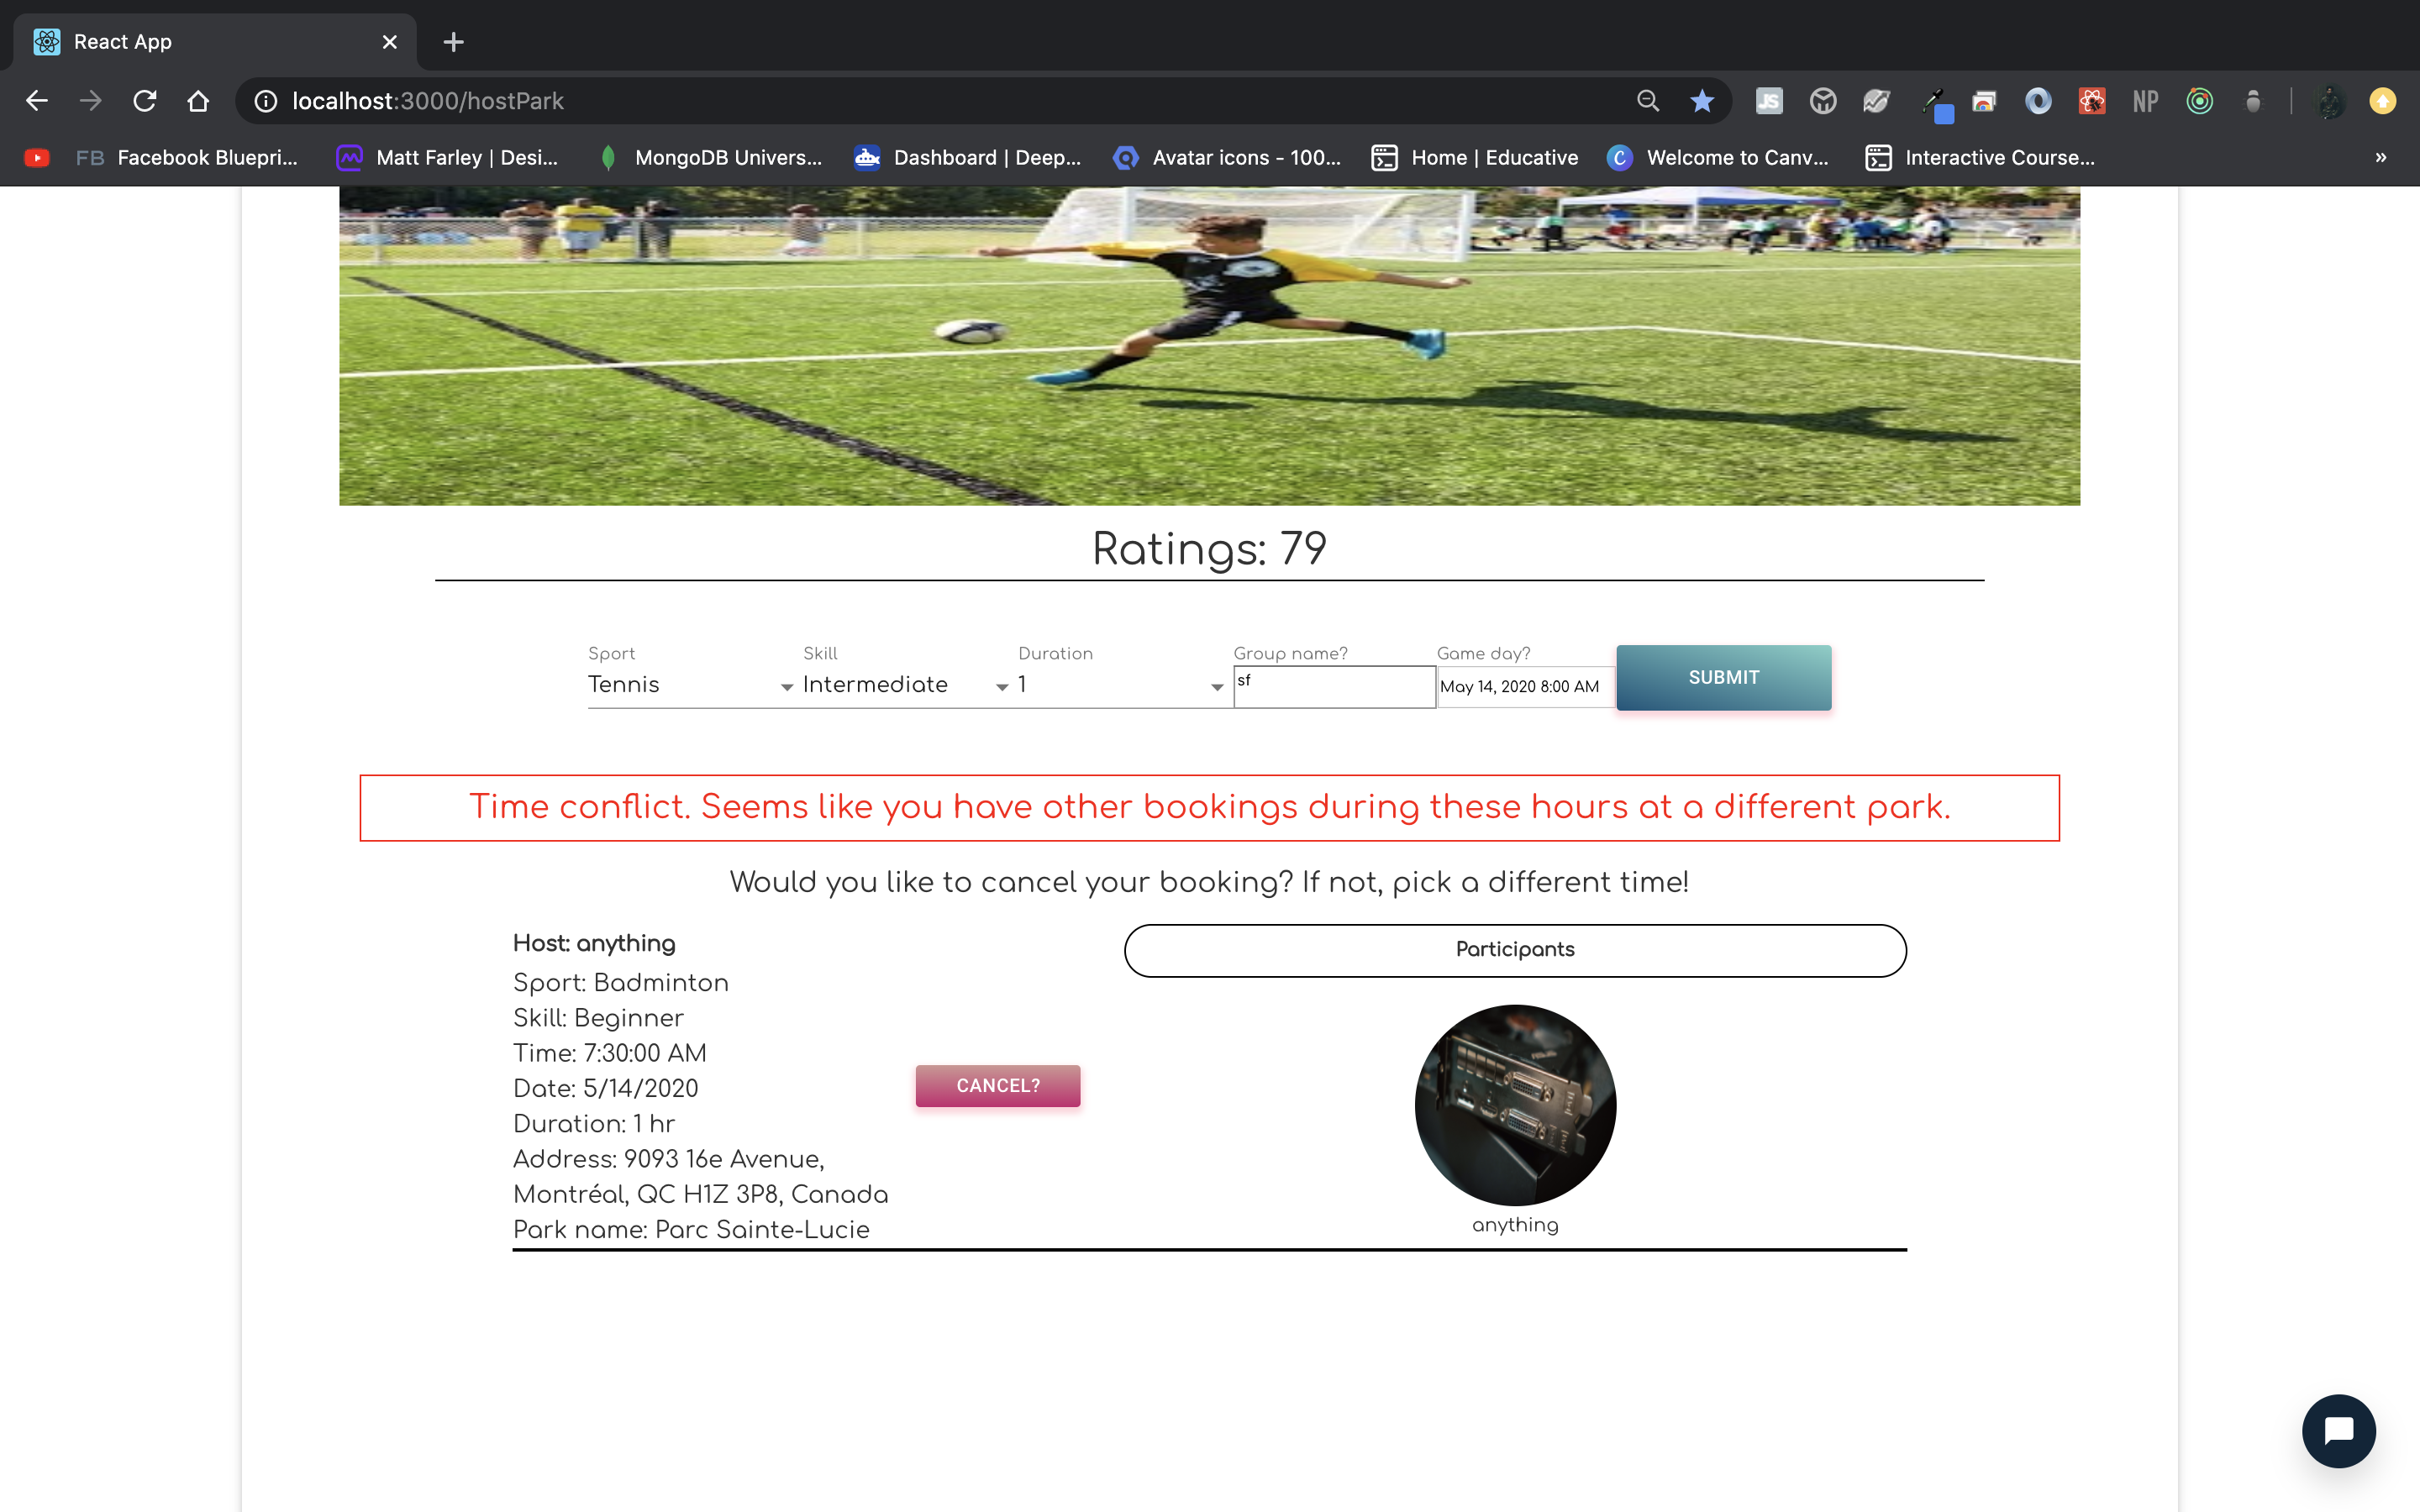 React App
localhost:3000/hostPark
JS
NP
FB Facebook Bluepri...
Matt Farley | Desi...
MongoDB Univers...
Dashboard | Deep...
Avatar icons - 100...
Home | Educative
Welcome to Canv...
Interactive Course...
»
Ratings: 79
Sport Skill Duration Group name? Game day?
Tennis Intermediate 1 sf May 14, 2020 8:00 AM SUBMIT
Time conflict. Seems like you have other bookings during these hours at a different park.
Would you like to cancel your booking? If not, pick a different time!
Host: anything
Sport: Badminton
Skill: Beginner
Time: 7:30:00 AM
Date: 5/14/2020
Duration: 1 hr
Address: 9093 16e Avenue,
Montréal, QC H1Z 3P8, Canada
Park name: Parc Sainte-Lucie
CANCEL?
Participants
anything